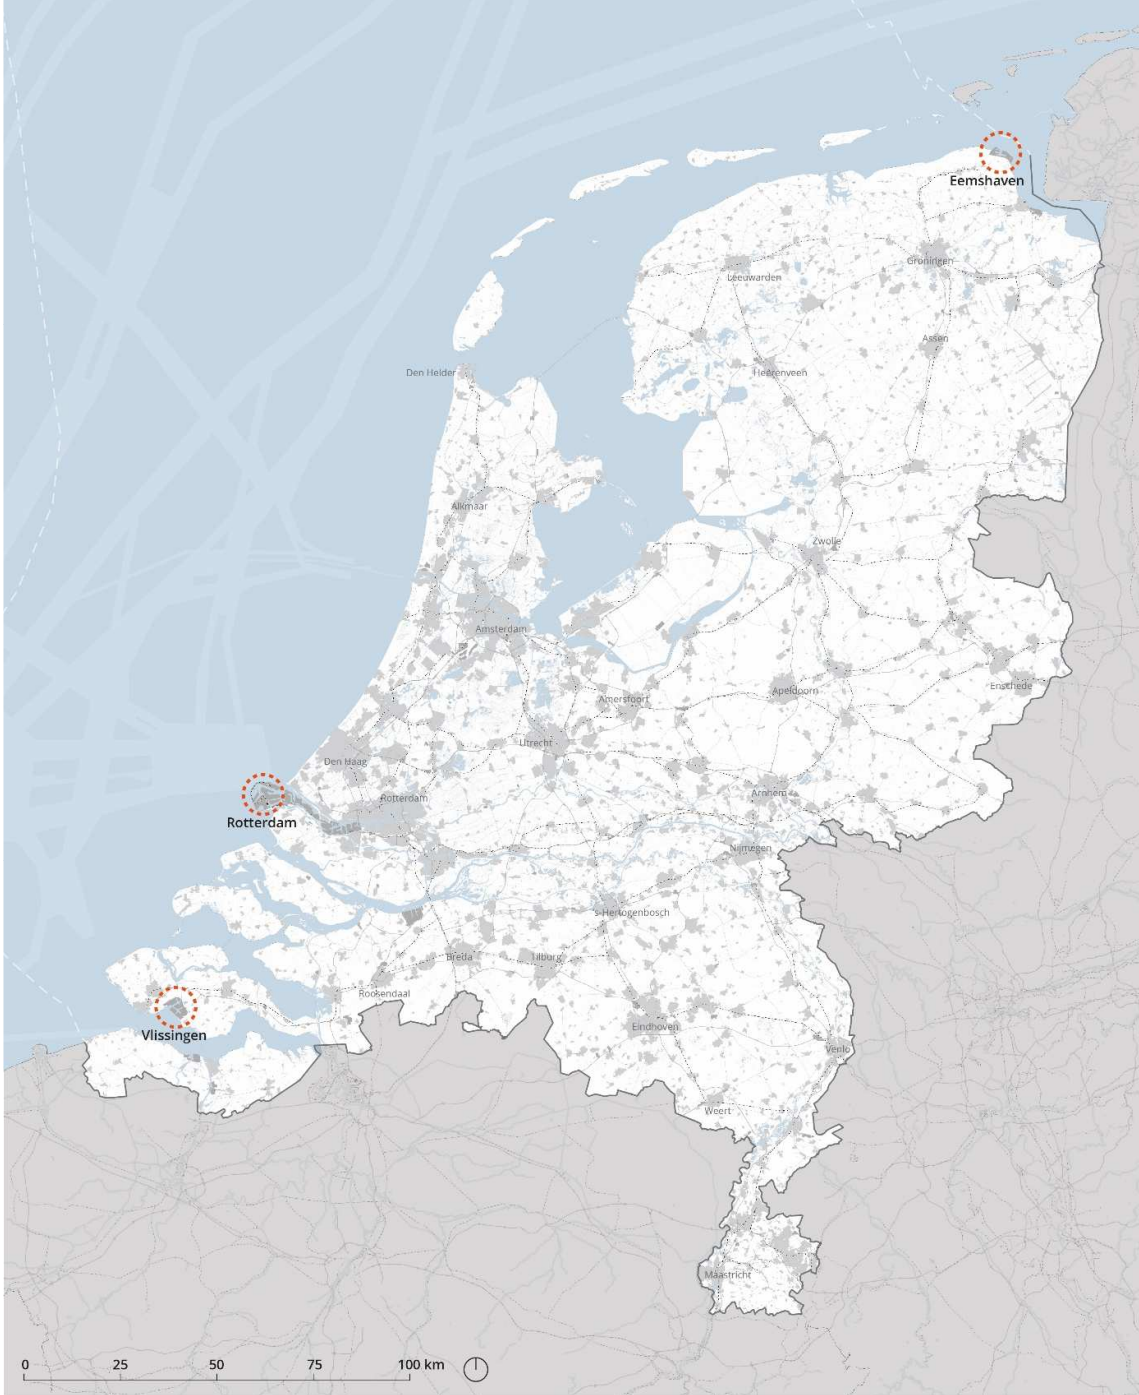 Eemshaven
Groningen
Leeuwarden
Assen
Den Helder
Heerenveen
Alkmaar
Zwolle
Amsterdam
Enschede
Apeldoorn
Amersfoort
Utrecht
Den Haag
Arnhem
Rotterdam
Rotterdam
Nijmegen
's-Hertogenbosch
Breda
Tilburg
Roosendaal
Eindhoven
Vlissingen
Venlo
Weert
Maastricht
0 25 50 75 100 km